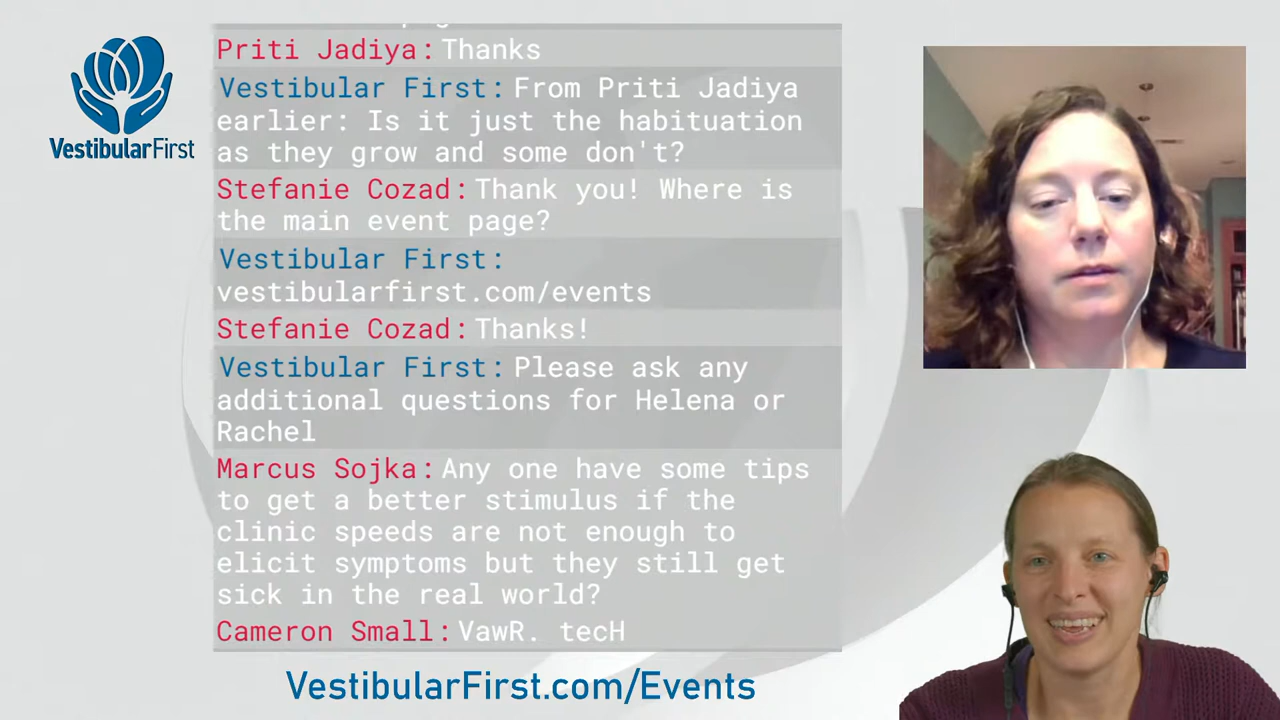 Priti Jadiya: Thanks
Vestibular First: From Priti Jadiya
earlier: Is it just the habituation
as they grow and some don't?
Stefanie Cozad: Thank you! Where is
the main event page?
Vestibular First:
vestibularfirst.com/events
Stefanie Cozad: Thanks!
Vestibular First: Please ask any
additional questions for Helena or
Rachel
Marcus Sojka: Any one have some tips
to get a better stimulus if the
clinic speeds are not enough to
elicit symptoms but they still get
sick in the real world?
Cameron Small: VawR. tecH
VestibularFirst
VestibularFirst.com/Events